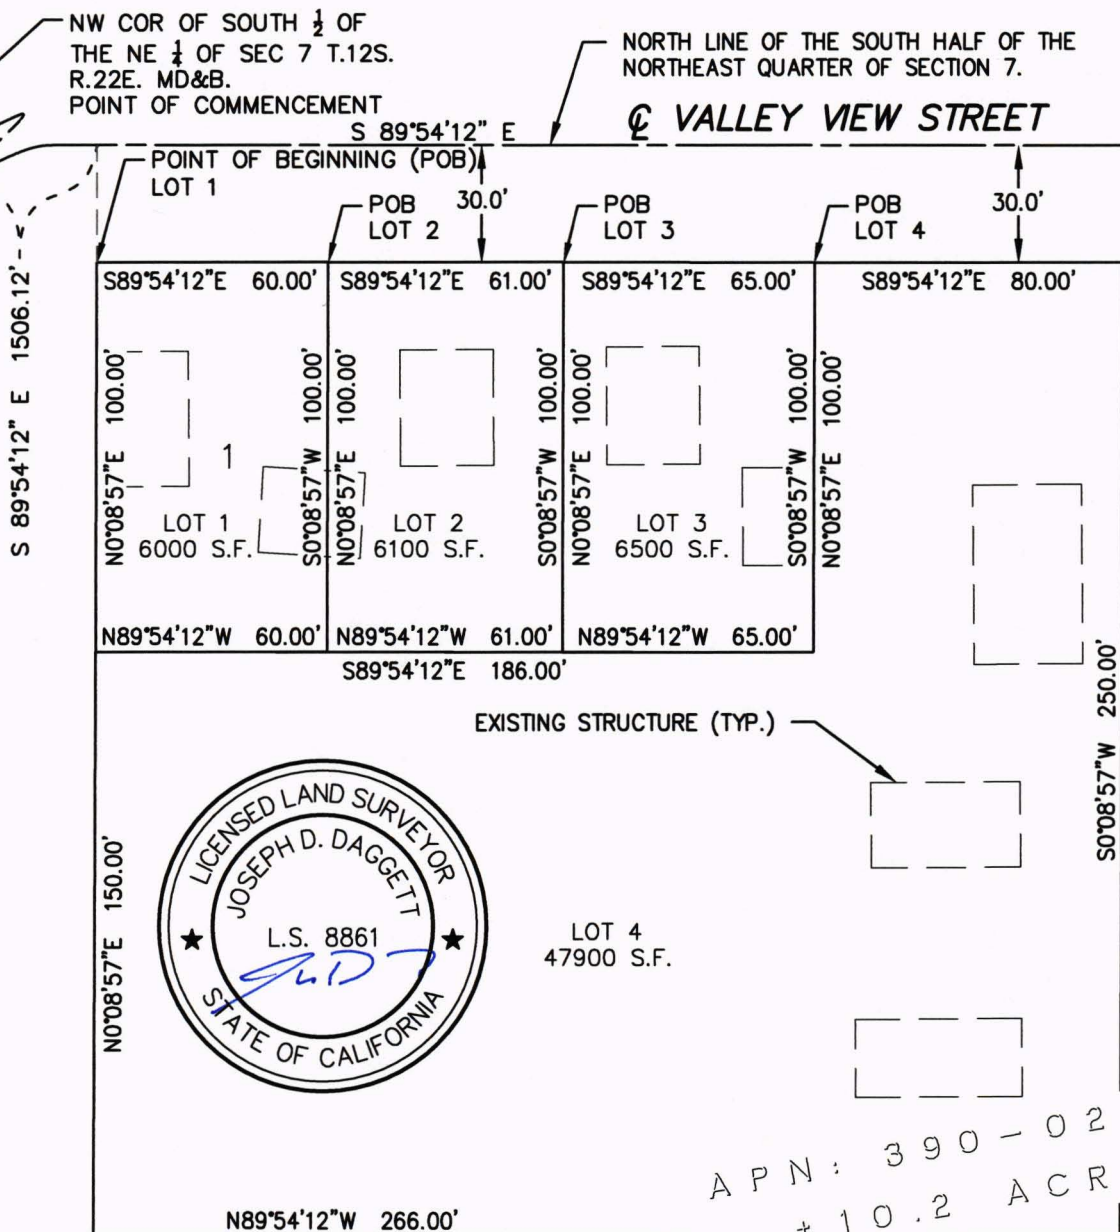 NW COR OF SOUTH ½ OF
THE NE ¼ OF SEC 7 T.12S.
R.22E. MD&B.
POINT OF COMMENCEMENT
NORTH LINE OF THE SOUTH HALF OF THE
NORTHEAST QUARTER OF SECTION 7.
S 89°54'12" E
℄ VALLEY VIEW STREET
POINT OF BEGINNING (POB)
LOT 1
POB
LOT 2
30.0'
POB
LOT 3
POB
LOT 4
30.0'
S 89°54'12" E 1506.12'
S89°54'12"E 60.00'
S89°54'12"E 61.00'
S89°54'12"E 65.00'
S89°54'12"E 80.00'
N0°08'57"E 100.00'
S0°08'57"W 100.00'
N0°08'57"E 100.00'
S0°08'57"W 100.00'
N0°08'57"E 100.00'
S0°08'57"W 100.00'
N0°08'57"E 100.00'
1
LOT 1
6000 S.F.
LOT 2
6100 S.F.
LOT 3
6500 S.F.
N89°54'12"W 60.00'
N89°54'12"W 61.00'
N89°54'12"W 65.00'
S89°54'12"E 186.00'
S0°08'57"W 250.00'
EXISTING STRUCTURE (TYP.)
LICENSED LAND SURVEYOR
JOSEPH D. DAGGETT
L.S. 8861
STATE OF CALIFORNIA
N0°08'57"E 150.00'
LOT 4
47900 S.F.
APN: 390-02
10.2 ACR
N89°54'12"W 266.00'